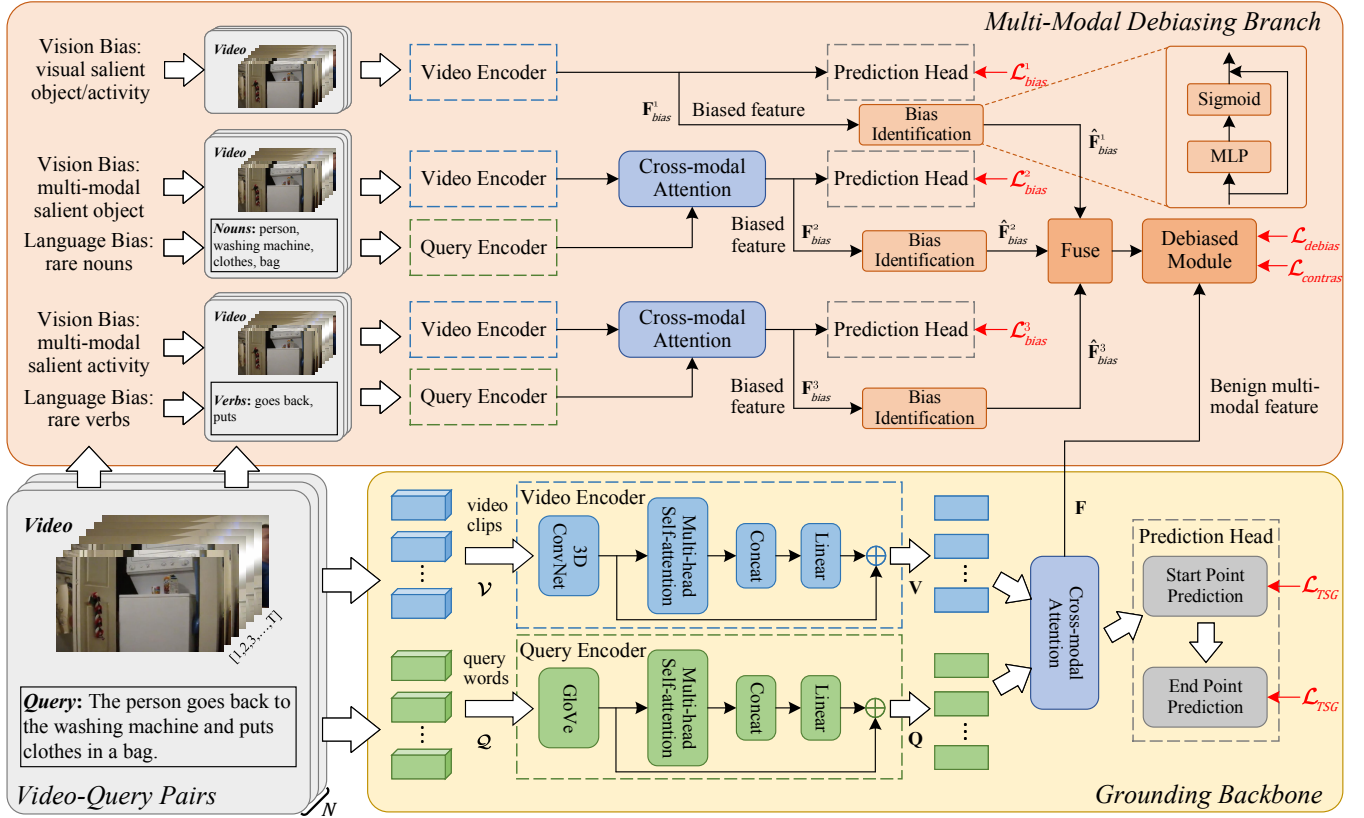 Multi-Modal Debiasing Branch
Vision Bias:
visual salient
object/activity
Video
Video Encoder
Prediction Head
ℒ¹bias
F¹bias
Biased feature
Bias
Identification
F̂¹bias
Sigmoid
MLP
Vision Bias:
multi-modal
salient object
Language Bias:
rare nouns
Video
Nouns: person,
washing machine,
clothes, bag
Video Encoder
Query Encoder
Cross-modal
Attention
Prediction Head
ℒ²bias
Biased
feature
F²bias
Bias
Identification
F̂²bias
Fuse
Debiased
Module
ℒdebias
ℒcontras
Vision Bias:
multi-modal
salient activity
Language Bias:
rare verbs
Video
Verbs: goes back,
puts
Video Encoder
Query Encoder
Cross-modal
Attention
Prediction Head
ℒ³bias
Biased
feature
F³bias
Bias
Identification
F̂³bias
Benign multi-
modal feature
Video
[1,2,3,...,T]
Query: The person goes back to
the washing machine and puts
clothes in a bag.
Video-Query Pairs
N
video
clips
𝒱
Video Encoder
3D
ConvNet
Multi-head
Self-attention
Concat
Linear
V
query
words
𝒬
Query Encoder
GloVe
Multi-head
Self-attention
Concat
Linear
Q
Cross-modal
Attention
F
Prediction Head
Start Point
Prediction
ℒTSG
End Point
Prediction
ℒTSG
Grounding Backbone